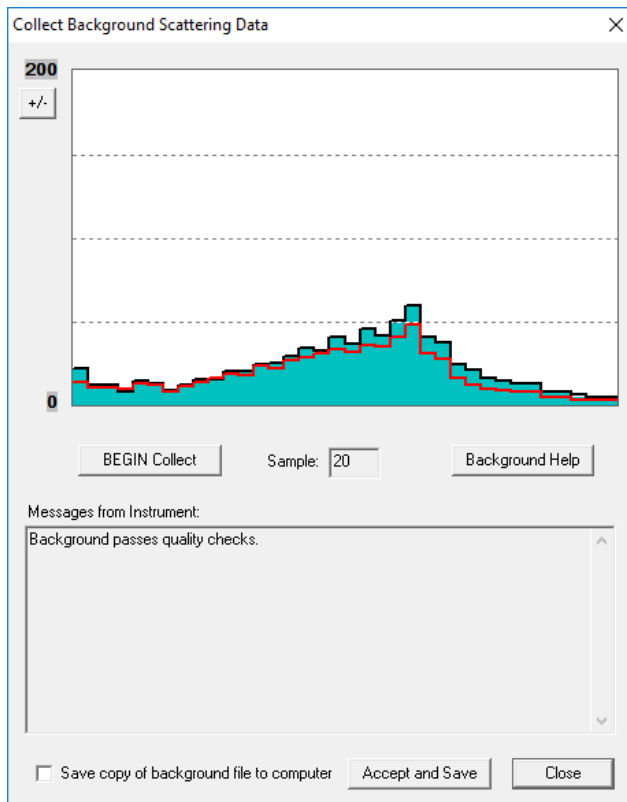 Collect Background Scattering Data
200
+/-
0
BEGIN Collect Sample: 20 Background Help
Messages from Instrument:
Background passes quality checks.
Save copy of background file to computer Accept and Save Close